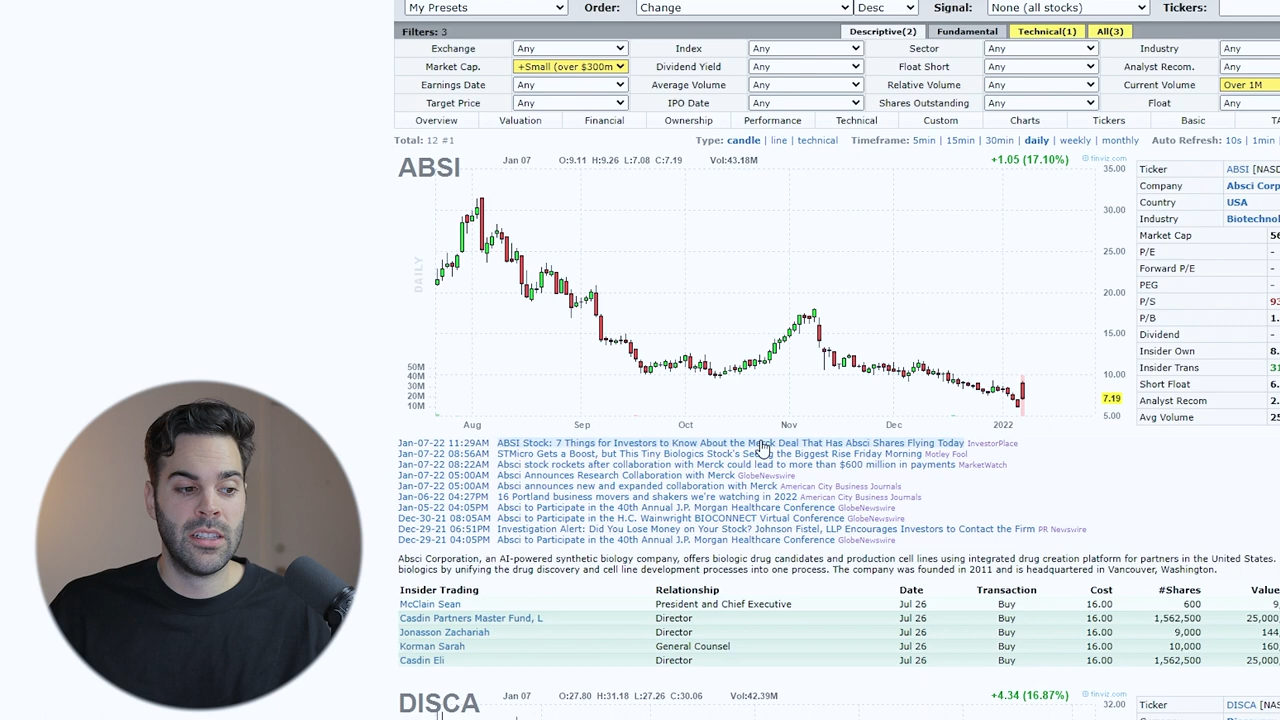 My Presets Order: Change Desc Signal: None (all stocks) Tickers:
Filters: 3 Descriptive(2) Fundamental Technical(1) All(3)
Exchange Any Index Any Sector Any Industry Any
Market Cap. +Small (over $300m Dividend Yield Any Float Short Any Analyst Recom. Any
Earnings Date Any Average Volume Any Relative Volume Any Current Volume Over 1M
Target Price Any IPO Date Any Shares Outstanding Any Float Any
Overview Valuation Financial Ownership Performance Technical Custom Charts Tickers Basic TA
Total: 12 #1 Type: candle | line | technical Timeframe: 5min | 15min | 30min | daily | weekly | monthly Auto Refresh: 10s | 1min
ABSI Jan 07 O:9.11 H:9.26 L:7.08 C:7.19 Vol:43.18M +1.05 (17.10%) © finviz.com
35.00
30.00
25.00
20.00
15.00
10.00
7.19
5.00
DAILY
50M
40M
30M
20M
10M
Aug Sep Oct Nov Dec 2022
Ticker ABSI [NASD
Company Absci Corp
Country USA
Industry Biotechnol
Market Cap 56
P/E -
Forward P/E -
PEG -
P/S 93
P/B 1.
Dividend -
Insider Own 8.
Insider Trans 31
Short Float 6.
Analyst Recom 2.
Avg Volume 25
Jan-07-22 11:29AM ABSI Stock: 7 Things for Investors to Know About the Merck Deal That Has Absci Shares Flying Today InvestorPlace
Jan-07-22 08:56AM STMicro Gets a Boost, but This Tiny Biologics Stock's Se the Biggest Rise Friday Morning Motley Fool
Jan-07-22 08:22AM Absci stock rockets after collaboration with Merck could lead to more than $600 million in payments MarketWatch
Jan-07-22 05:00AM Absci Announces Research Collaboration with Merck GlobeNewswire
Jan-07-22 05:00AM Absci announces new and expanded collaboration with Merck American City Business Journals
Jan-06-22 04:27PM 16 Portland business movers and shakers we're watching in 2022 American City Business Journals
Jan-05-22 04:05PM Absci to Participate in the 40th Annual J.P. Morgan Healthcare Conference GlobeNewswire
Dec-30-21 08:05AM Absci to Participate in the H.C. Wainwright BIOCONNECT Virtual Conference GlobeNewswire
Dec-29-21 06:51PM Investigation Alert: Did You Lose Money on Your Stock? Johnson Fistel, LLP Encourages Investors to Contact the Firm PR Newswire
Dec-29-21 04:05PM Absci to Participate in the 40th Annual J.P. Morgan Healthcare Conference GlobeNewswire
Absci Corporation, an AI-powered synthetic biology company, offers biologic drug candidates and production cell lines using integrated drug creation platform for partners in the United States.
biologics by unifying the drug discovery and cell line development processes into one process. The company was founded in 2011 and is headquartered in Vancouver, Washington.
Insider Trading Relationship Date Transaction Cost #Shares Value
McClain Sean President and Chief Executive Jul 26 Buy 16.00 600 9,
Casdin Partners Master Fund, L Director Jul 26 Buy 16.00 1,562,500 25,000,
Jonasson Zachariah Director Jul 26 Buy 16.00 9,000 144,
Korman Sarah General Counsel Jul 26 Buy 16.00 10,000 160,
Casdin Eli Director Jul 26 Buy 16.00 1,562,500 25,000,
DISCA Jan 07 O:27.80 H:31.18 L:27.26 C:30.06 Vol:42.39M +4.34 (16.87%) © finviz.com
32.00
Ticker DISCA [NA